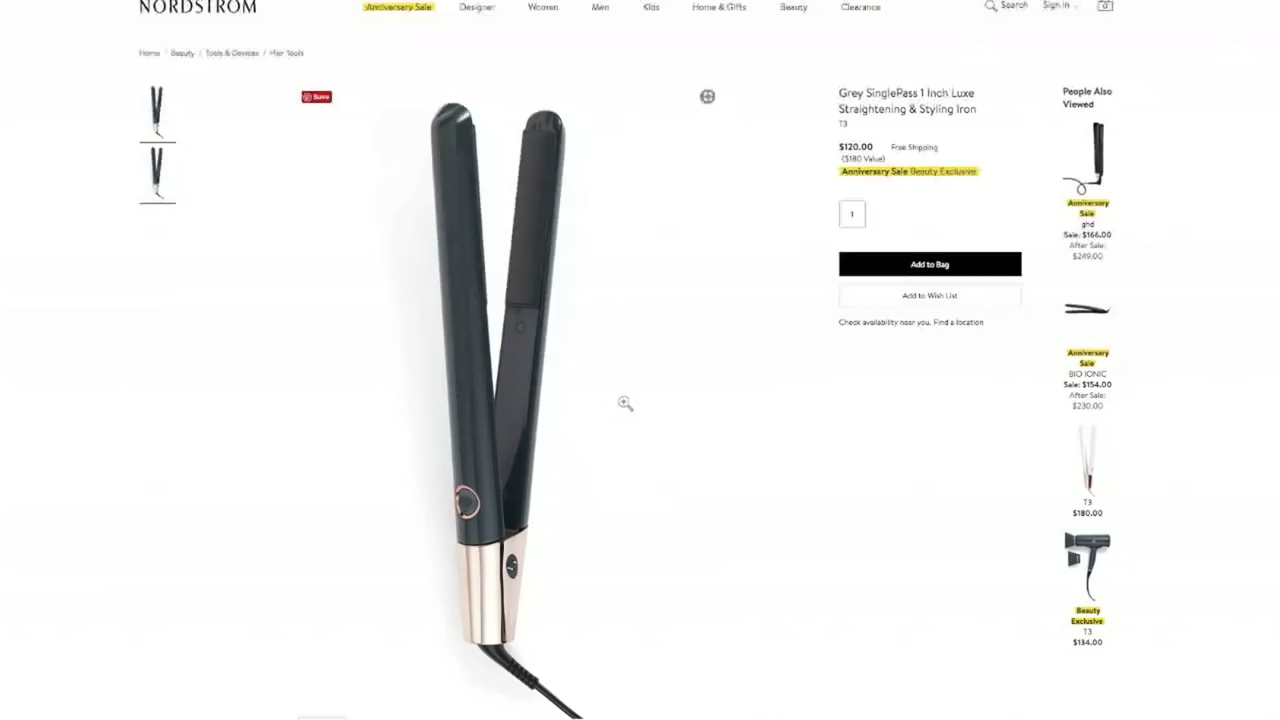 NORDSTROM
Anniversary Sale
Designer
Women
Men
Kids
Home & Gifts
Beauty
Clearance
Search
Sign In
0
Home / Beauty / Tools & Devices / Hair Tools
Save
Grey SinglePass 1 Inch Luxe
Straightening & Styling Iron
T3
$120.00 Free Shipping
($180 Value)
Anniversary Sale Beauty Exclusive
1
Add to Bag
Add to Wish List
Check availability near you. Find a location
People Also
Viewed
Anniversary
Sale
ghd
Sale: $166.00
After Sale:
$249.00
Anniversary
Sale
BIO IONIC
Sale: $154.00
After Sale:
$230.00
T3
$180.00
Beauty
Exclusive
T3
$134.00